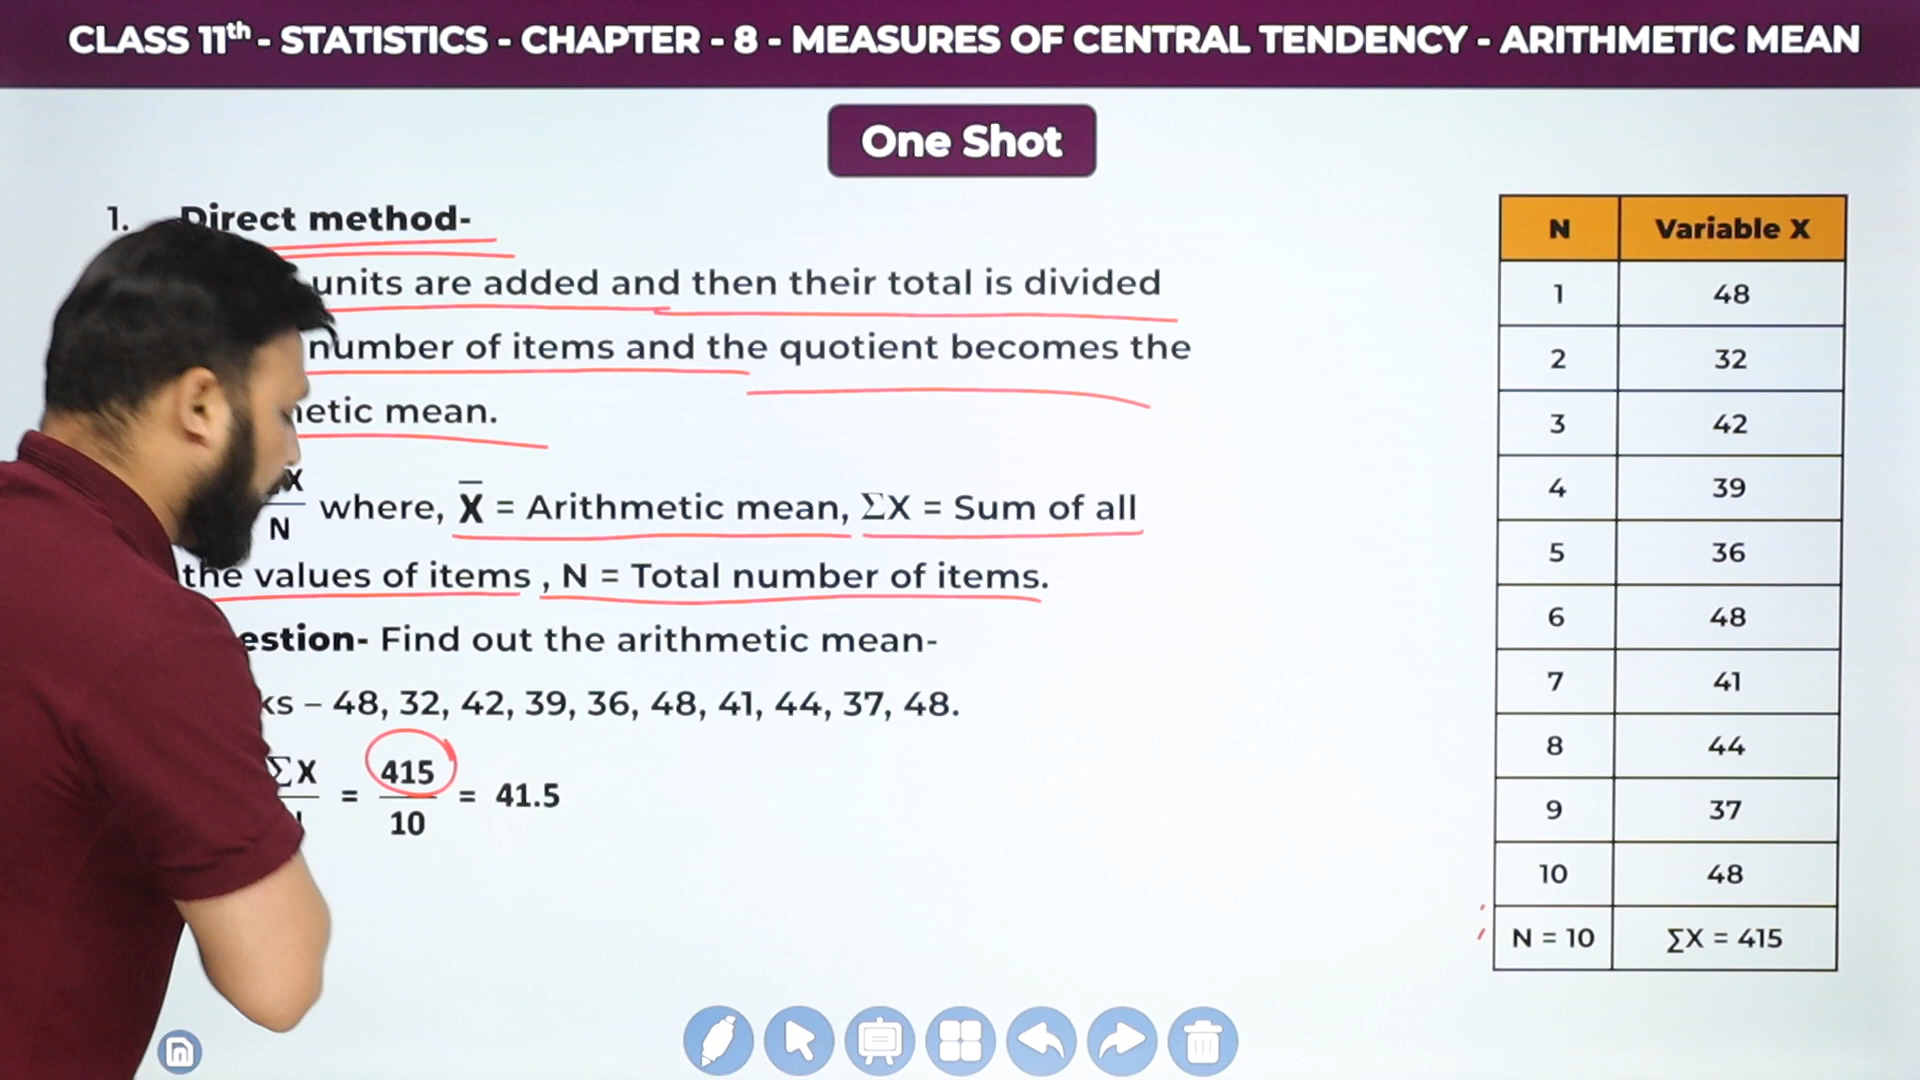 CLASS 11th - STATISTICS - CHAPTER - 8 - MEASURES OF CENTRAL TENDENCY - ARITHMETIC MEAN
One Shot
1. Direct method-
units are added and then their total is divided
number of items and the quotient becomes the
mean.
X
N where, X̄ = Arithmetic mean, ΣX = Sum of all
the values of items , N = Total number of items.
Find out the arithmetic mean-
– 48, 32, 42, 39, 36, 48, 41, 44, 37, 48.
ΣX = 415 = 41.5
10
N Variable X
1 48
2 32
3 42
4 39
5 36
6 48
7 41
8 44
9 37
10 48
N = 10 ∑X = 415